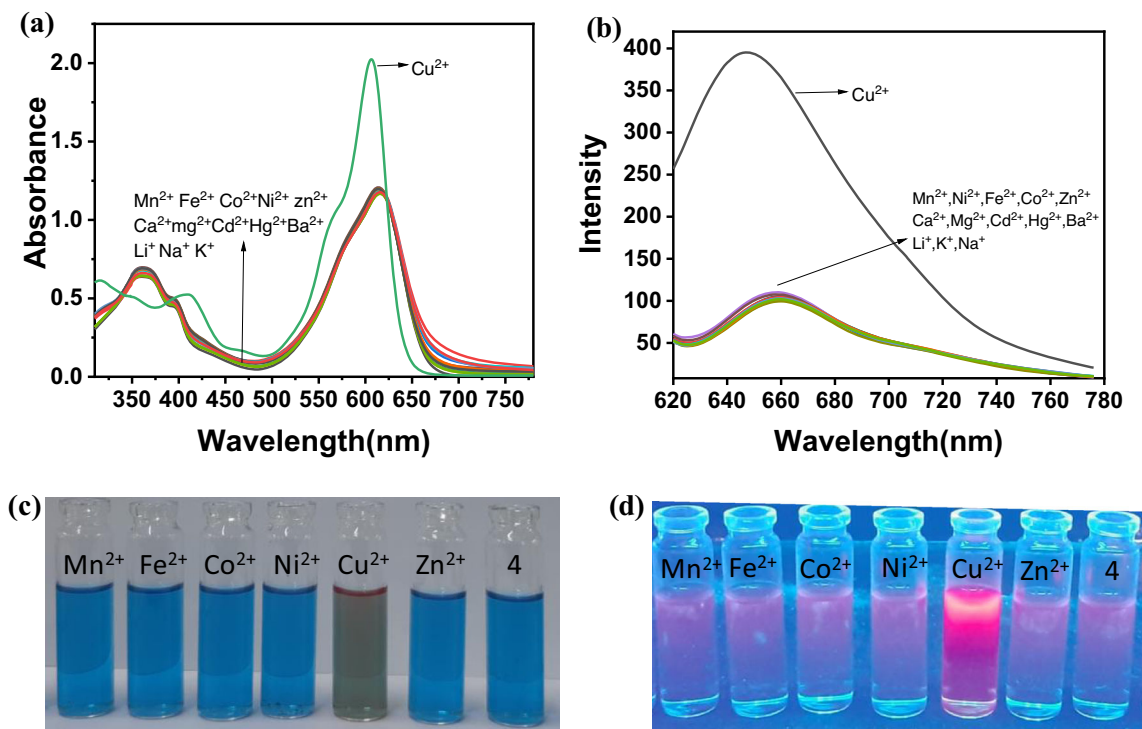 (a)
2.0
1.5
1.0
0.5
0.0
Absorbance
Cu²⁺
Mn²⁺ Fe²⁺ Co²⁺Ni²⁺ zn²⁺
Ca²⁺mg²⁺Cd²⁺Hg²⁺Ba²⁺
Li⁺ Na⁺ K⁺
350 400 450 500 550 600 650 700 750
Wavelength(nm)
(b)
400
350
300
250
200
150
100
50
Intensity
Cu²⁺
Mn²⁺,Ni²⁺,Fe²⁺,Co²⁺,Zn²⁺
Ca²⁺,Mg²⁺,Cd²⁺,Hg²⁺,Ba²⁺
Li⁺,K⁺,Na⁺
620 640 660 680 700 720 740 760 780
Wavelength(nm)
(c)
Mn²⁺ Fe²⁺ Co²⁺ Ni²⁺ Cu²⁺ Zn²⁺ 4
(d)
Mn²⁺ Fe²⁺ Co²⁺ Ni²⁺ Cu²⁺ Zn²⁺ 4